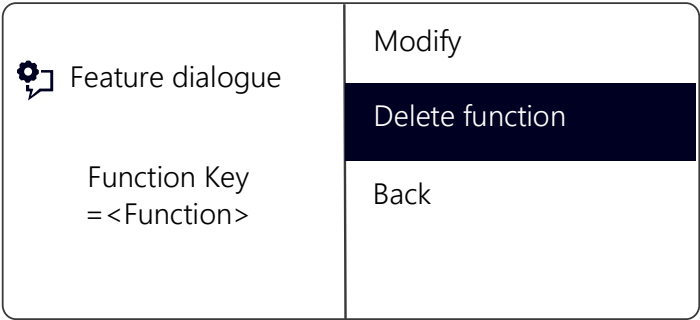 Feature dialogue
Function Key
=<Function>
Modify
Delete function
Back